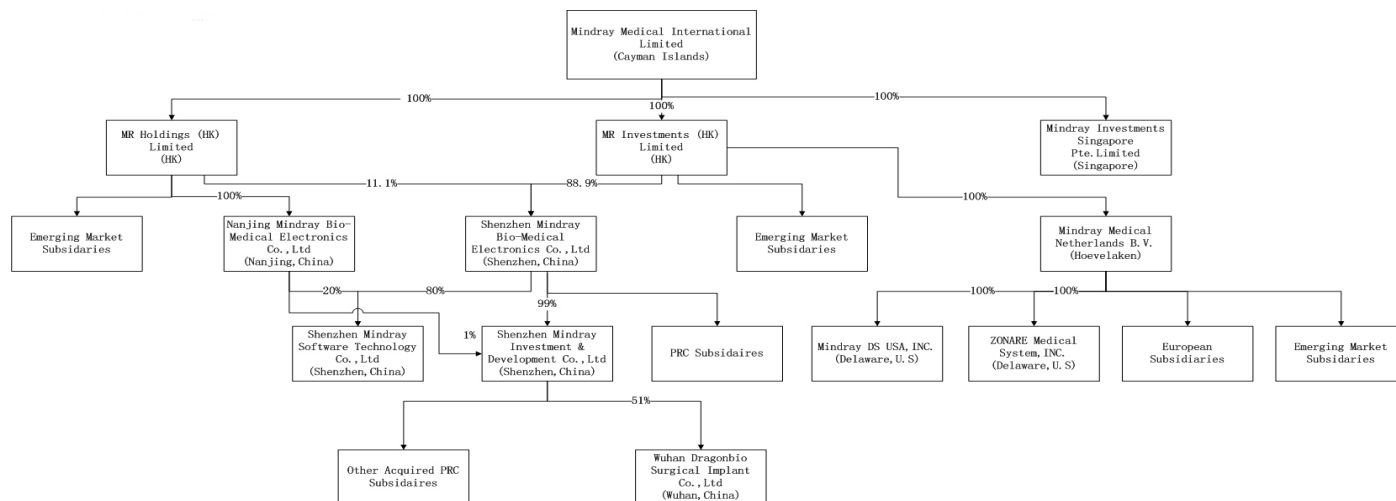 Mindray Medical International
Limited
(Cayman Islands)
100%
100%
100%
MR Holdings (HK)
Limited
(HK)
MR Investments (HK)
Limited
(HK)
Mindray Investments
Singapore
Pte.Limited
(Singapore)
11.1%
88.9%
100%
100%
Emerging Market
Subsidaries
Nanjing Mindray Bio-
Medical Electronics
Co.,Ltd
(Nanjing,China)
Shenzhen Mindray
Bio-Medical
Electronics Co.,Ltd
(Shenzhen,China)
Emerging Market
Subsidaries
Mindray Medical
Netherlands B.V.
(Hoevelaken)
20%
80%
99%
100%
100%
1%
Shenzhen Mindray
Software Technology
Co.,Ltd
(Shenzhen,China)
Shenzhen Mindray
Investment &
Development Co.,Ltd
(Shenzhen,China)
PRC Subsidaires
Mindray DS USA,INC.
(Delaware,U.S)
ZONARE Medical
System,INC.
(Delaware,U.S)
European
Subsidiaries
Emerging Market
Subsidaries
51%
Other Acquired PRC
Subsidaires
Wuhan Dragonbio
Surgical Implant
Co.,Ltd
(Wuhan,China)